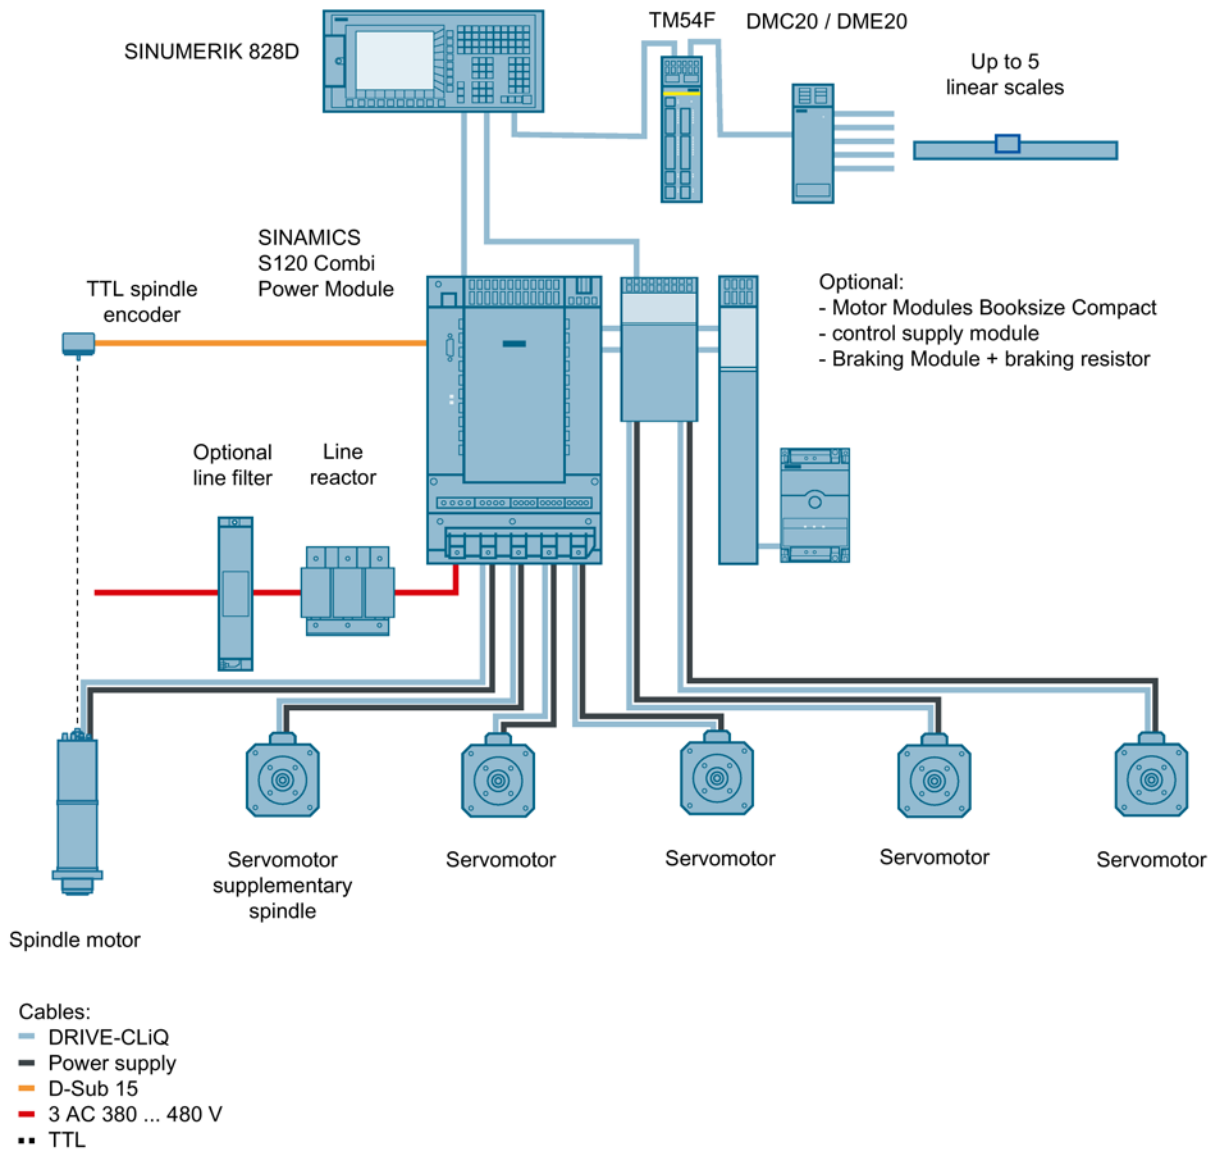 TM54F
DMC20 / DME20
SINUMERIK 828D
Up to 5
linear scales
SINAMICS
S120 Combi
Power Module
TTL spindle
encoder
Optional:
- Motor Modules Booksize Compact
- control supply module
- Braking Module + braking resistor
Optional
line filter
Line
reactor
Servomotor
supplementary
spindle
Servomotor
Servomotor
Servomotor
Servomotor
Spindle motor
Cables:
DRIVE-CLiQ
Power supply
D-Sub 15
3 AC 380 ... 480 V
TTL